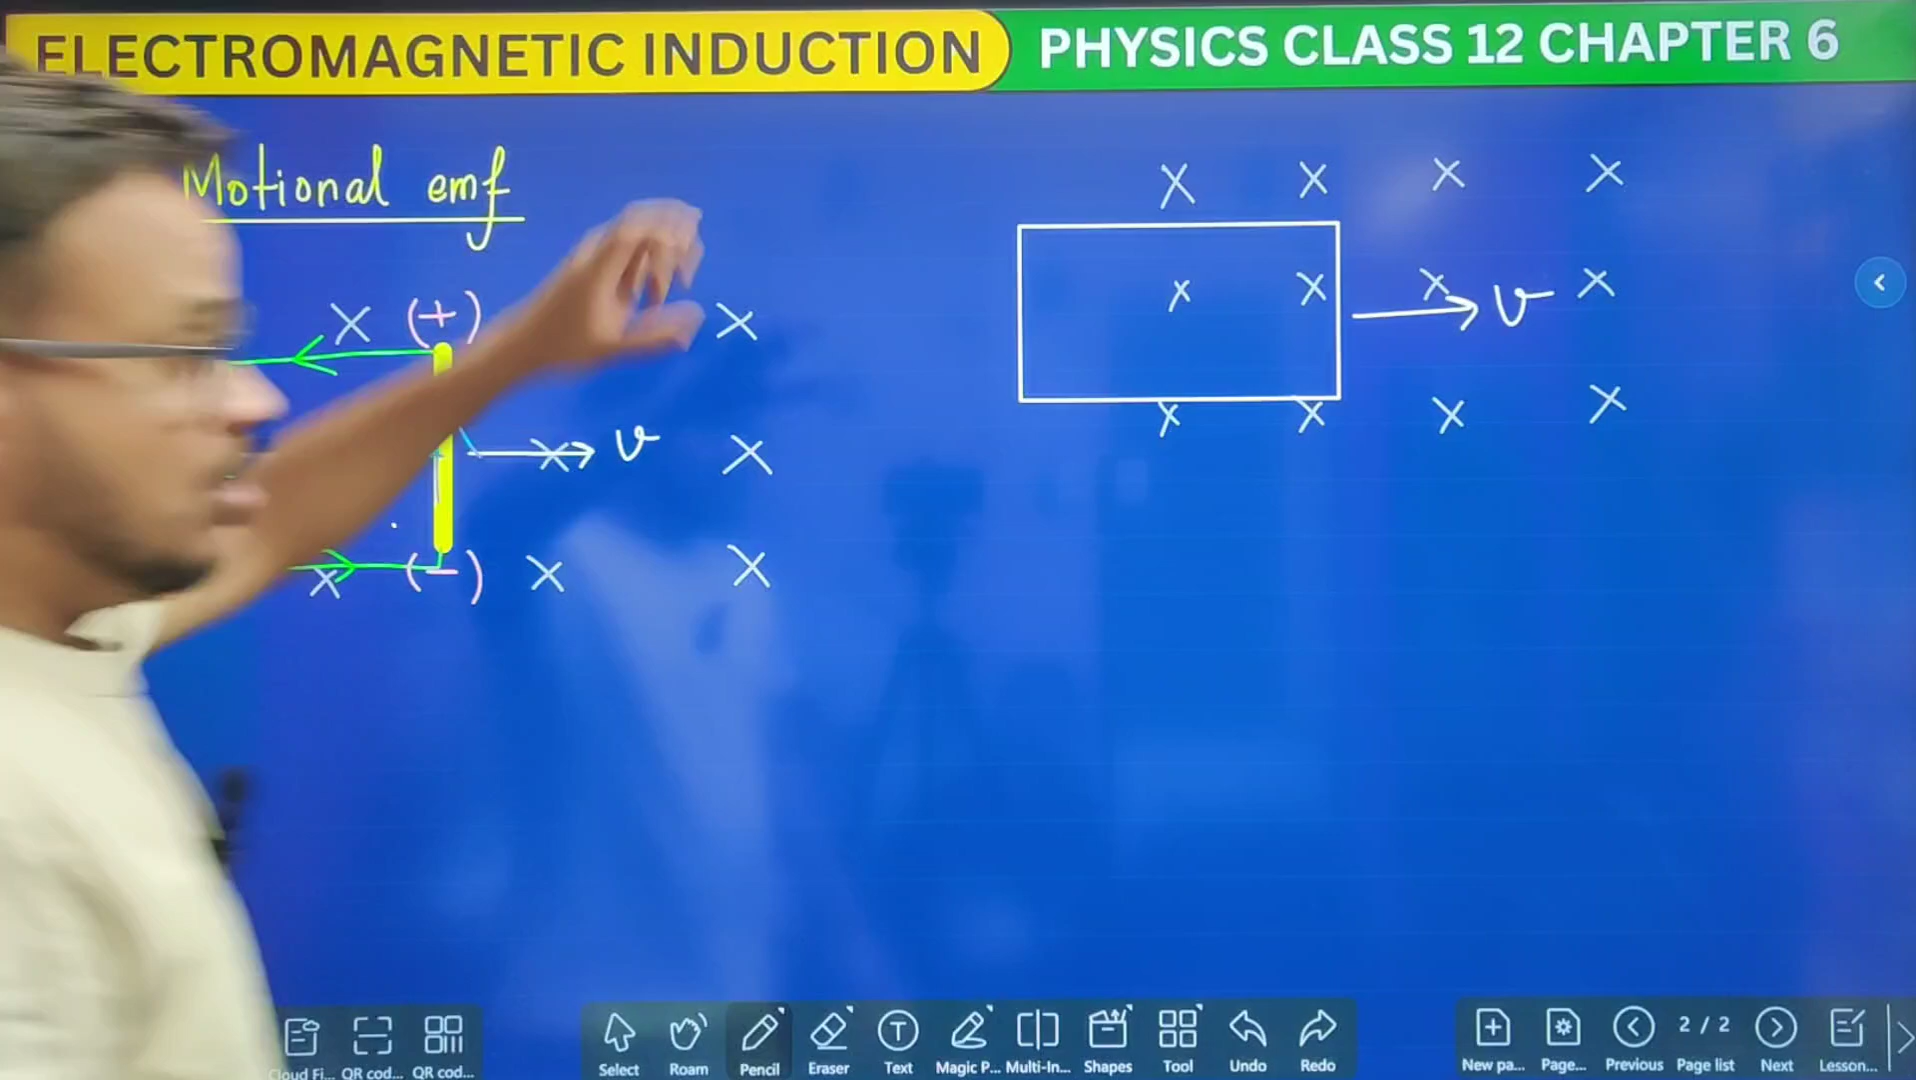 ELECTROMAGNETIC INDUCTION
PHYSICS CLASS 12 CHAPTER 6
Motional emf
X X X X
X (+) X
X X X v X
X v X
X X X X
X (-) X X
Cloud Fi... QR cod... QR cod... Select Roam Pencil Eraser Text Magic P... Multi-In... Shapes Tool Undo Redo New pa... Page... Previous 2 / 2 Page list Next Lesson...